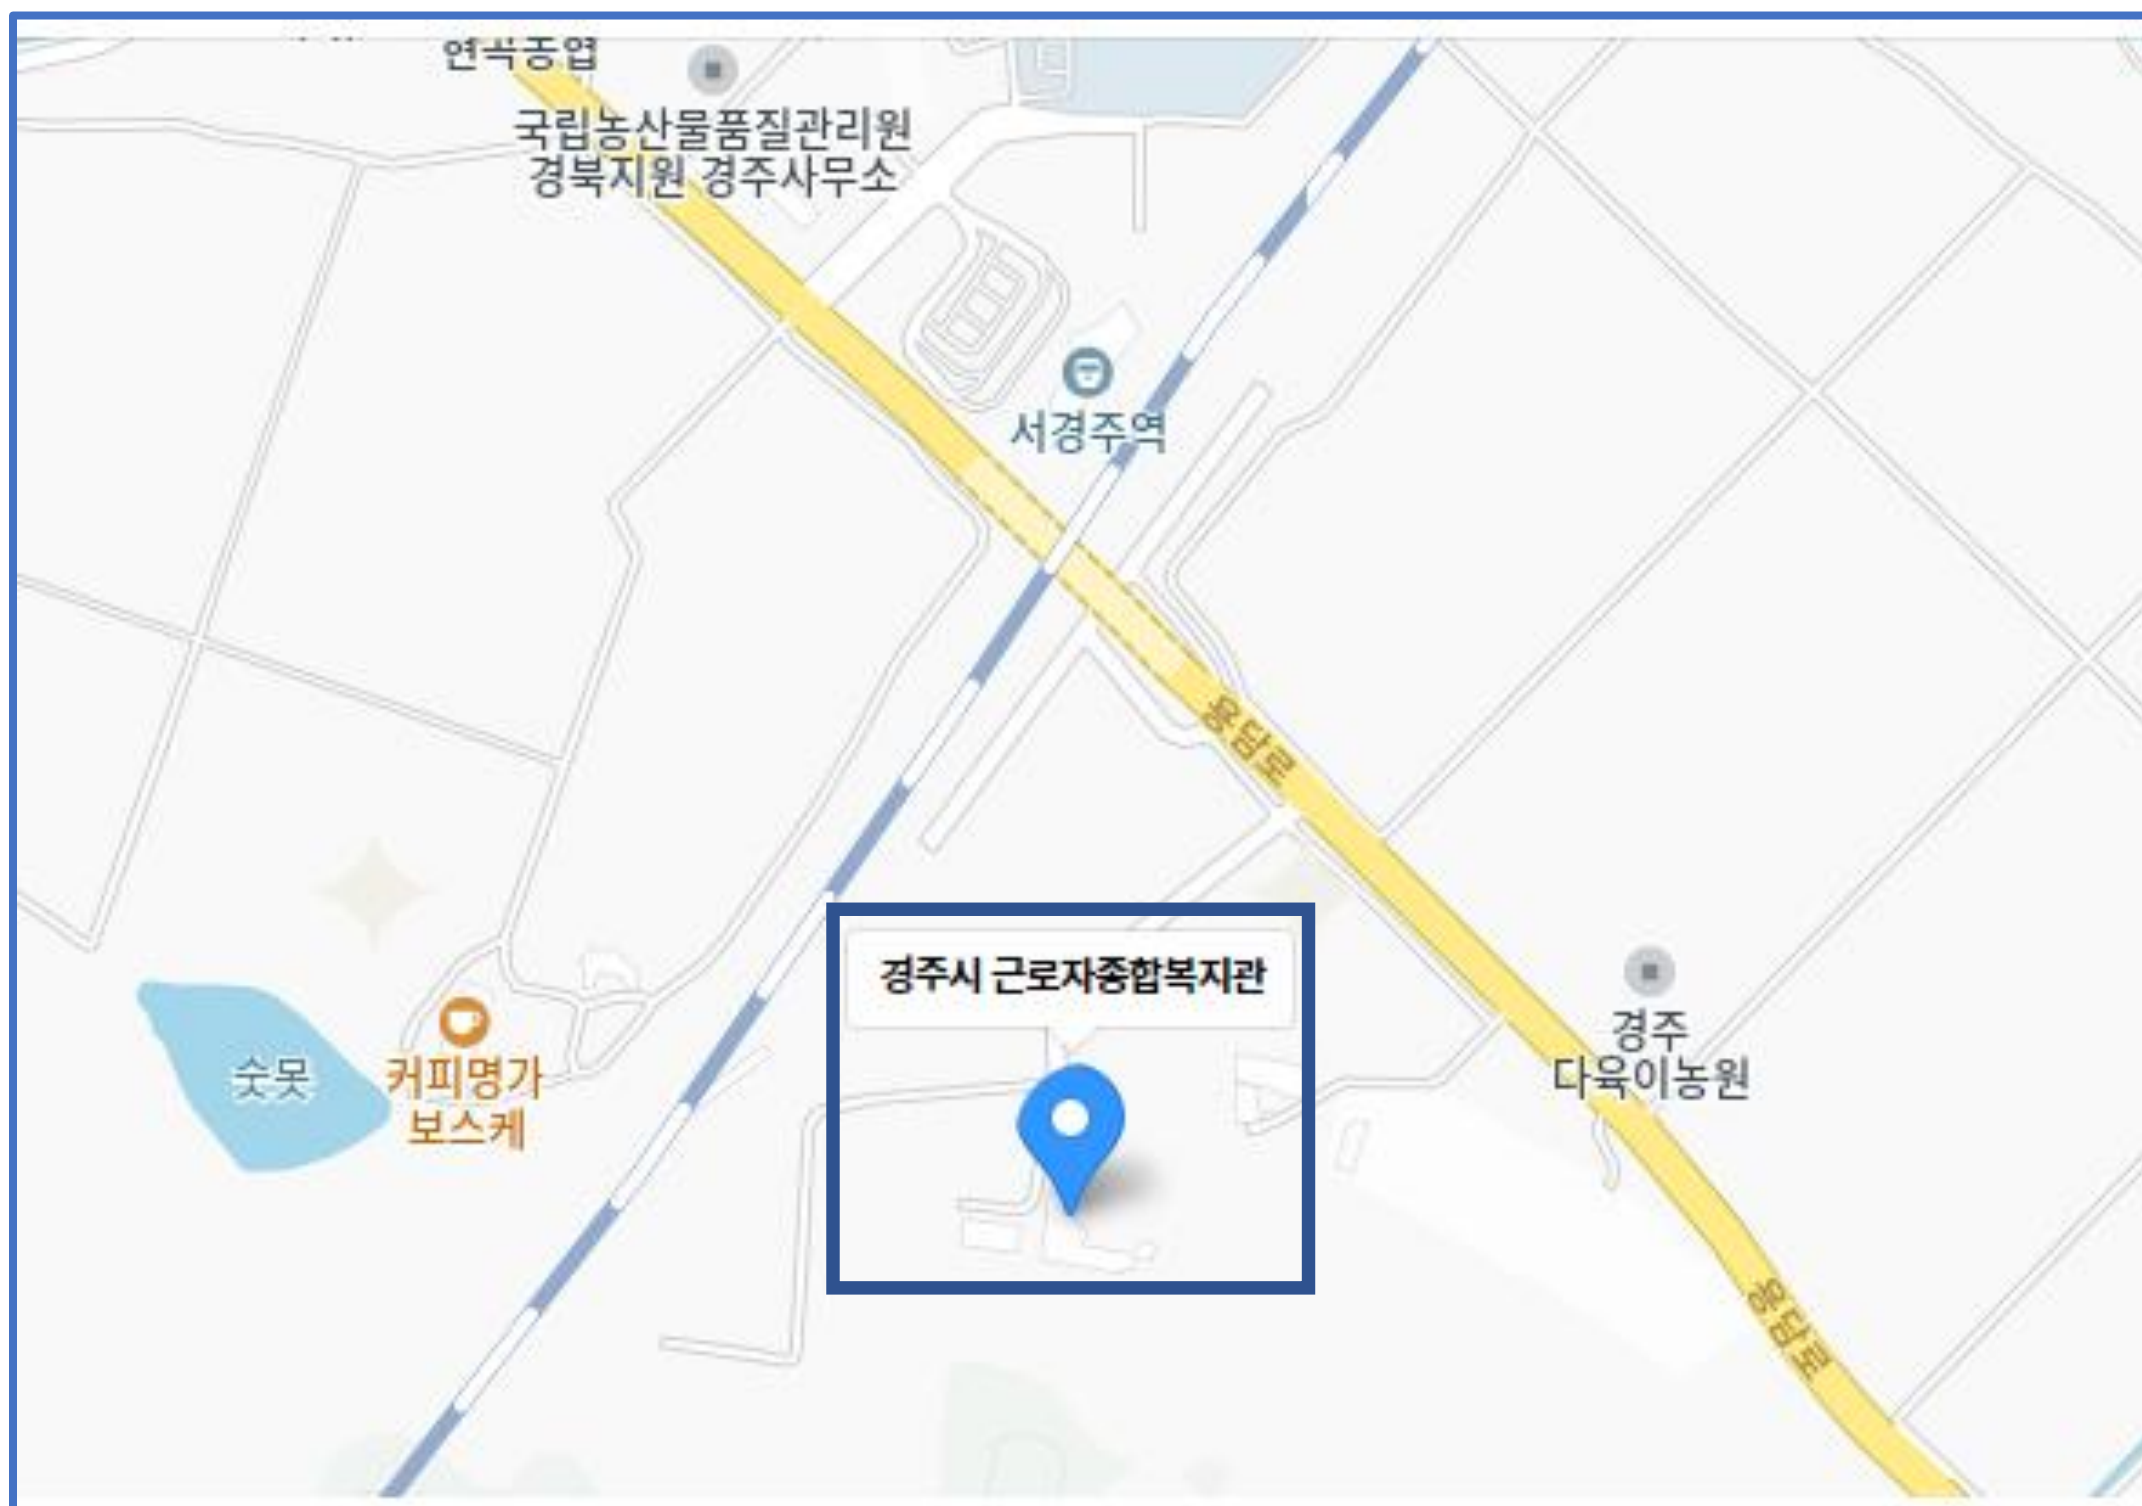 국립농산물품질관리원
경북지원 경주사무소
서경주역
용담로
경주시 근로자종합복지관
경주
다육이농원
숯못
커피명가
보스케
용담로